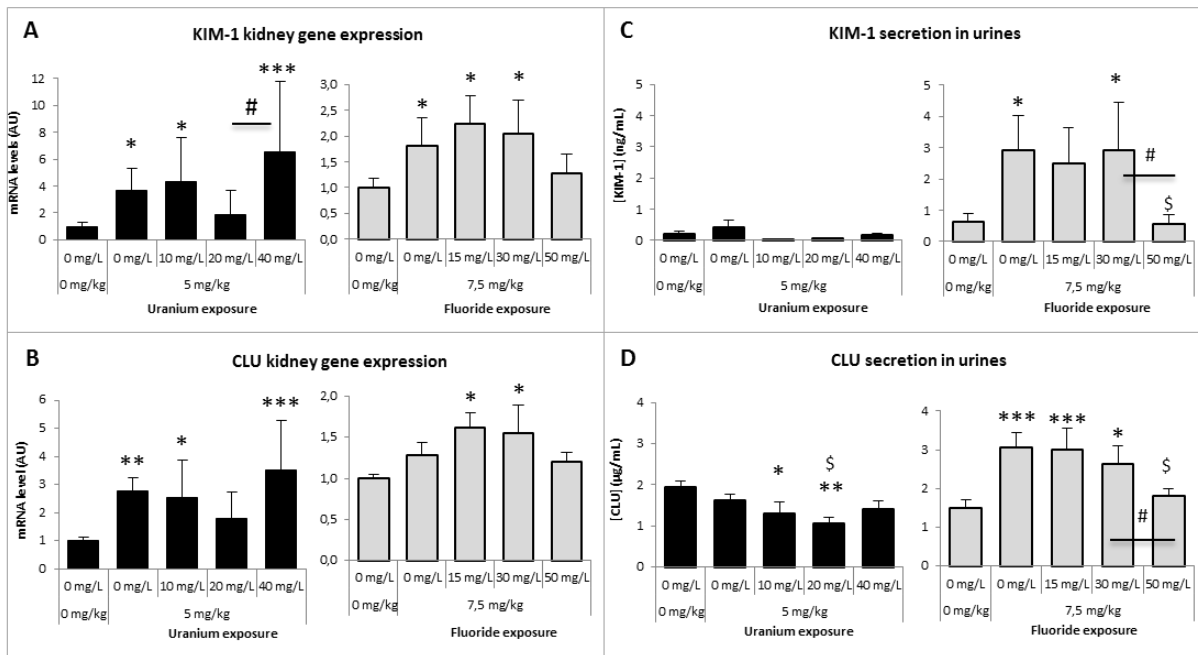 A
KIM-1 kidney gene expression
mRNA levels (AU)
12
10
8
6
4
2
0
*
*
#
***
0 mg/L 0 mg/L 10 mg/L 20 mg/L 40 mg/L
0 mg/kg 5 mg/kg
Uranium exposure
3,0
2,5
2,0
1,5
1,0
0,5
0,0
*
*
*
0 mg/L 0 mg/L 15 mg/L 30 mg/L 50 mg/L
0 mg/kg 7,5 mg/kg
Fluoride exposure
C
KIM-1 secretion in urines
[KIM-1] (ng/mL)
5
4
3
2
1
0
0 mg/L 0 mg/L 10 mg/L 20 mg/L 40 mg/L
0 mg/kg 5 mg/kg
Uranium exposure
5
4
3
2
1
0
*
*
#
$
0 mg/L 0 mg/L 15 mg/L 30 mg/L 50 mg/L
0 mg/kg 7,5 mg/kg
Fluoride exposure
B
CLU kidney gene expression
mRNA level (AU)
6
5
4
3
2
1
0
**
*
***
0 mg/L 0 mg/L 10 mg/L 20 mg/L 40 mg/L
0 mg/kg 5 mg/kg
Uranium exposure
2,0
1,5
1,0
0,5
0,0
*
*
0 mg/L 0 mg/L 15 mg/L 30 mg/L 50 mg/L
0 mg/kg 7,5 mg/kg
Fluoride exposure
D
CLU secretion in urines
[CLU] (µg/mL)
4
3
2
1
0
*
$
**
0 mg/L 0 mg/L 10 mg/L 20 mg/L 40 mg/L
0 mg/kg 5 mg/kg
Uranium exposure
4
3
2
1
0
***
***
*
$
#
0 mg/L 0 mg/L 15 mg/L 30 mg/L 50 mg/L
0 mg/kg 7,5 mg/kg
Fluoride exposure